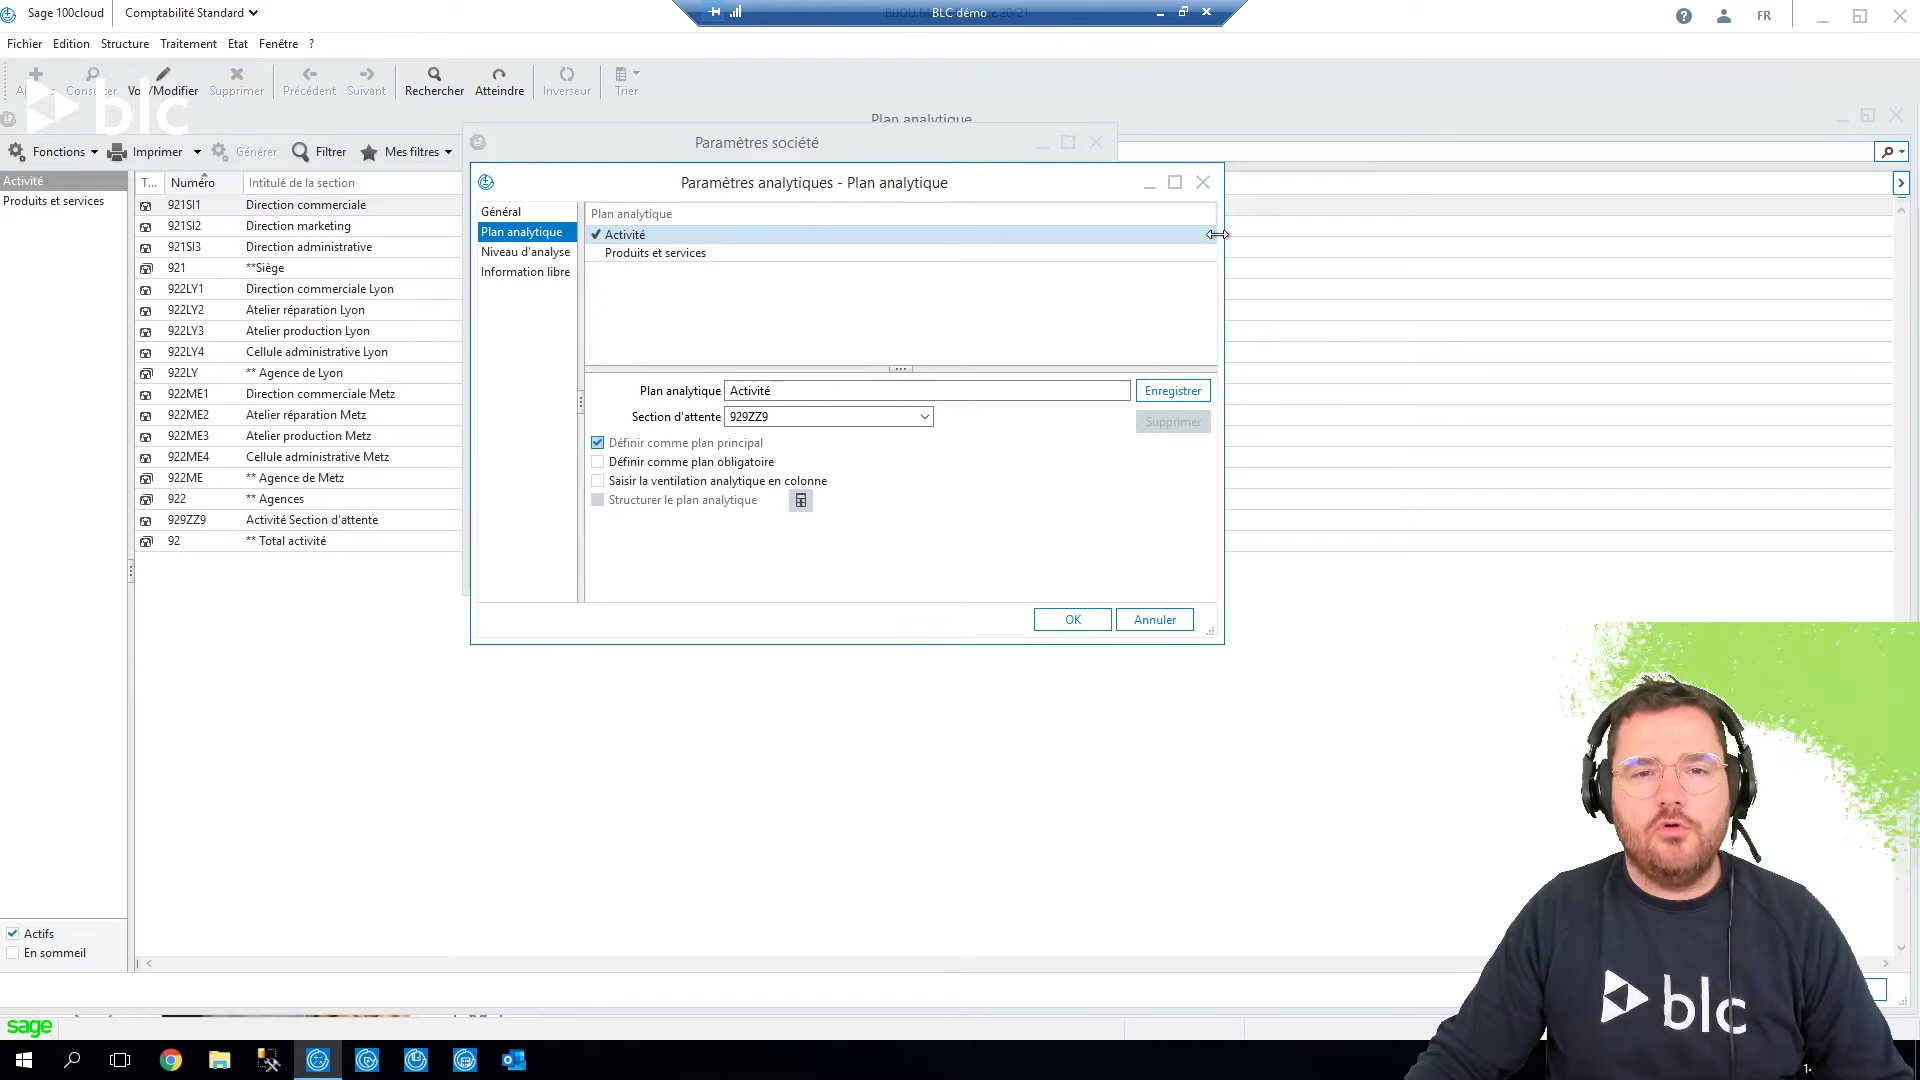 Sage 100cloud Comptabilité Standard BLC démo FR
Fichier Edition Structure Traitement Etat Fenêtre ?
Consulter Voir/Modifier Supprimer Précédent Suivant Rechercher Atteindre Inverseur Trier
blc
Plan analytique
Fonctions Imprimer Générer Filtrer Mes filtres
Paramètres société
Activité
Produits et services
T... Numéro Intitulé de la section
921SI1 Direction commerciale
921SI2 Direction marketing
921SI3 Direction administrative
921 **Siège
922LY1 Direction commerciale Lyon
922LY2 Atelier réparation Lyon
922LY3 Atelier production Lyon
922LY4 Cellule administrative Lyon
922LY ** Agence de Lyon
922ME1 Direction commerciale Metz
922ME2 Atelier réparation Metz
922ME3 Atelier production Metz
922ME4 Cellule administrative Metz
922ME ** Agence de Metz
922 ** Agences
929ZZ9 Activité Section d'attente
92 ** Total activité
Paramètres analytiques - Plan analytique
Général
Plan analytique
Niveau d'analyse
Information libre
Plan analytique
Activité
Produits et services
Plan analytique Activité Enregistrer
Section d'attente 929ZZ9 Supprimer
Définir comme plan principal
Définir comme plan obligatoire
Saisir la ventilation analytique en colonne
Structurer le plan analytique
OK Annuler
Actifs
En sommeil
sage
blc